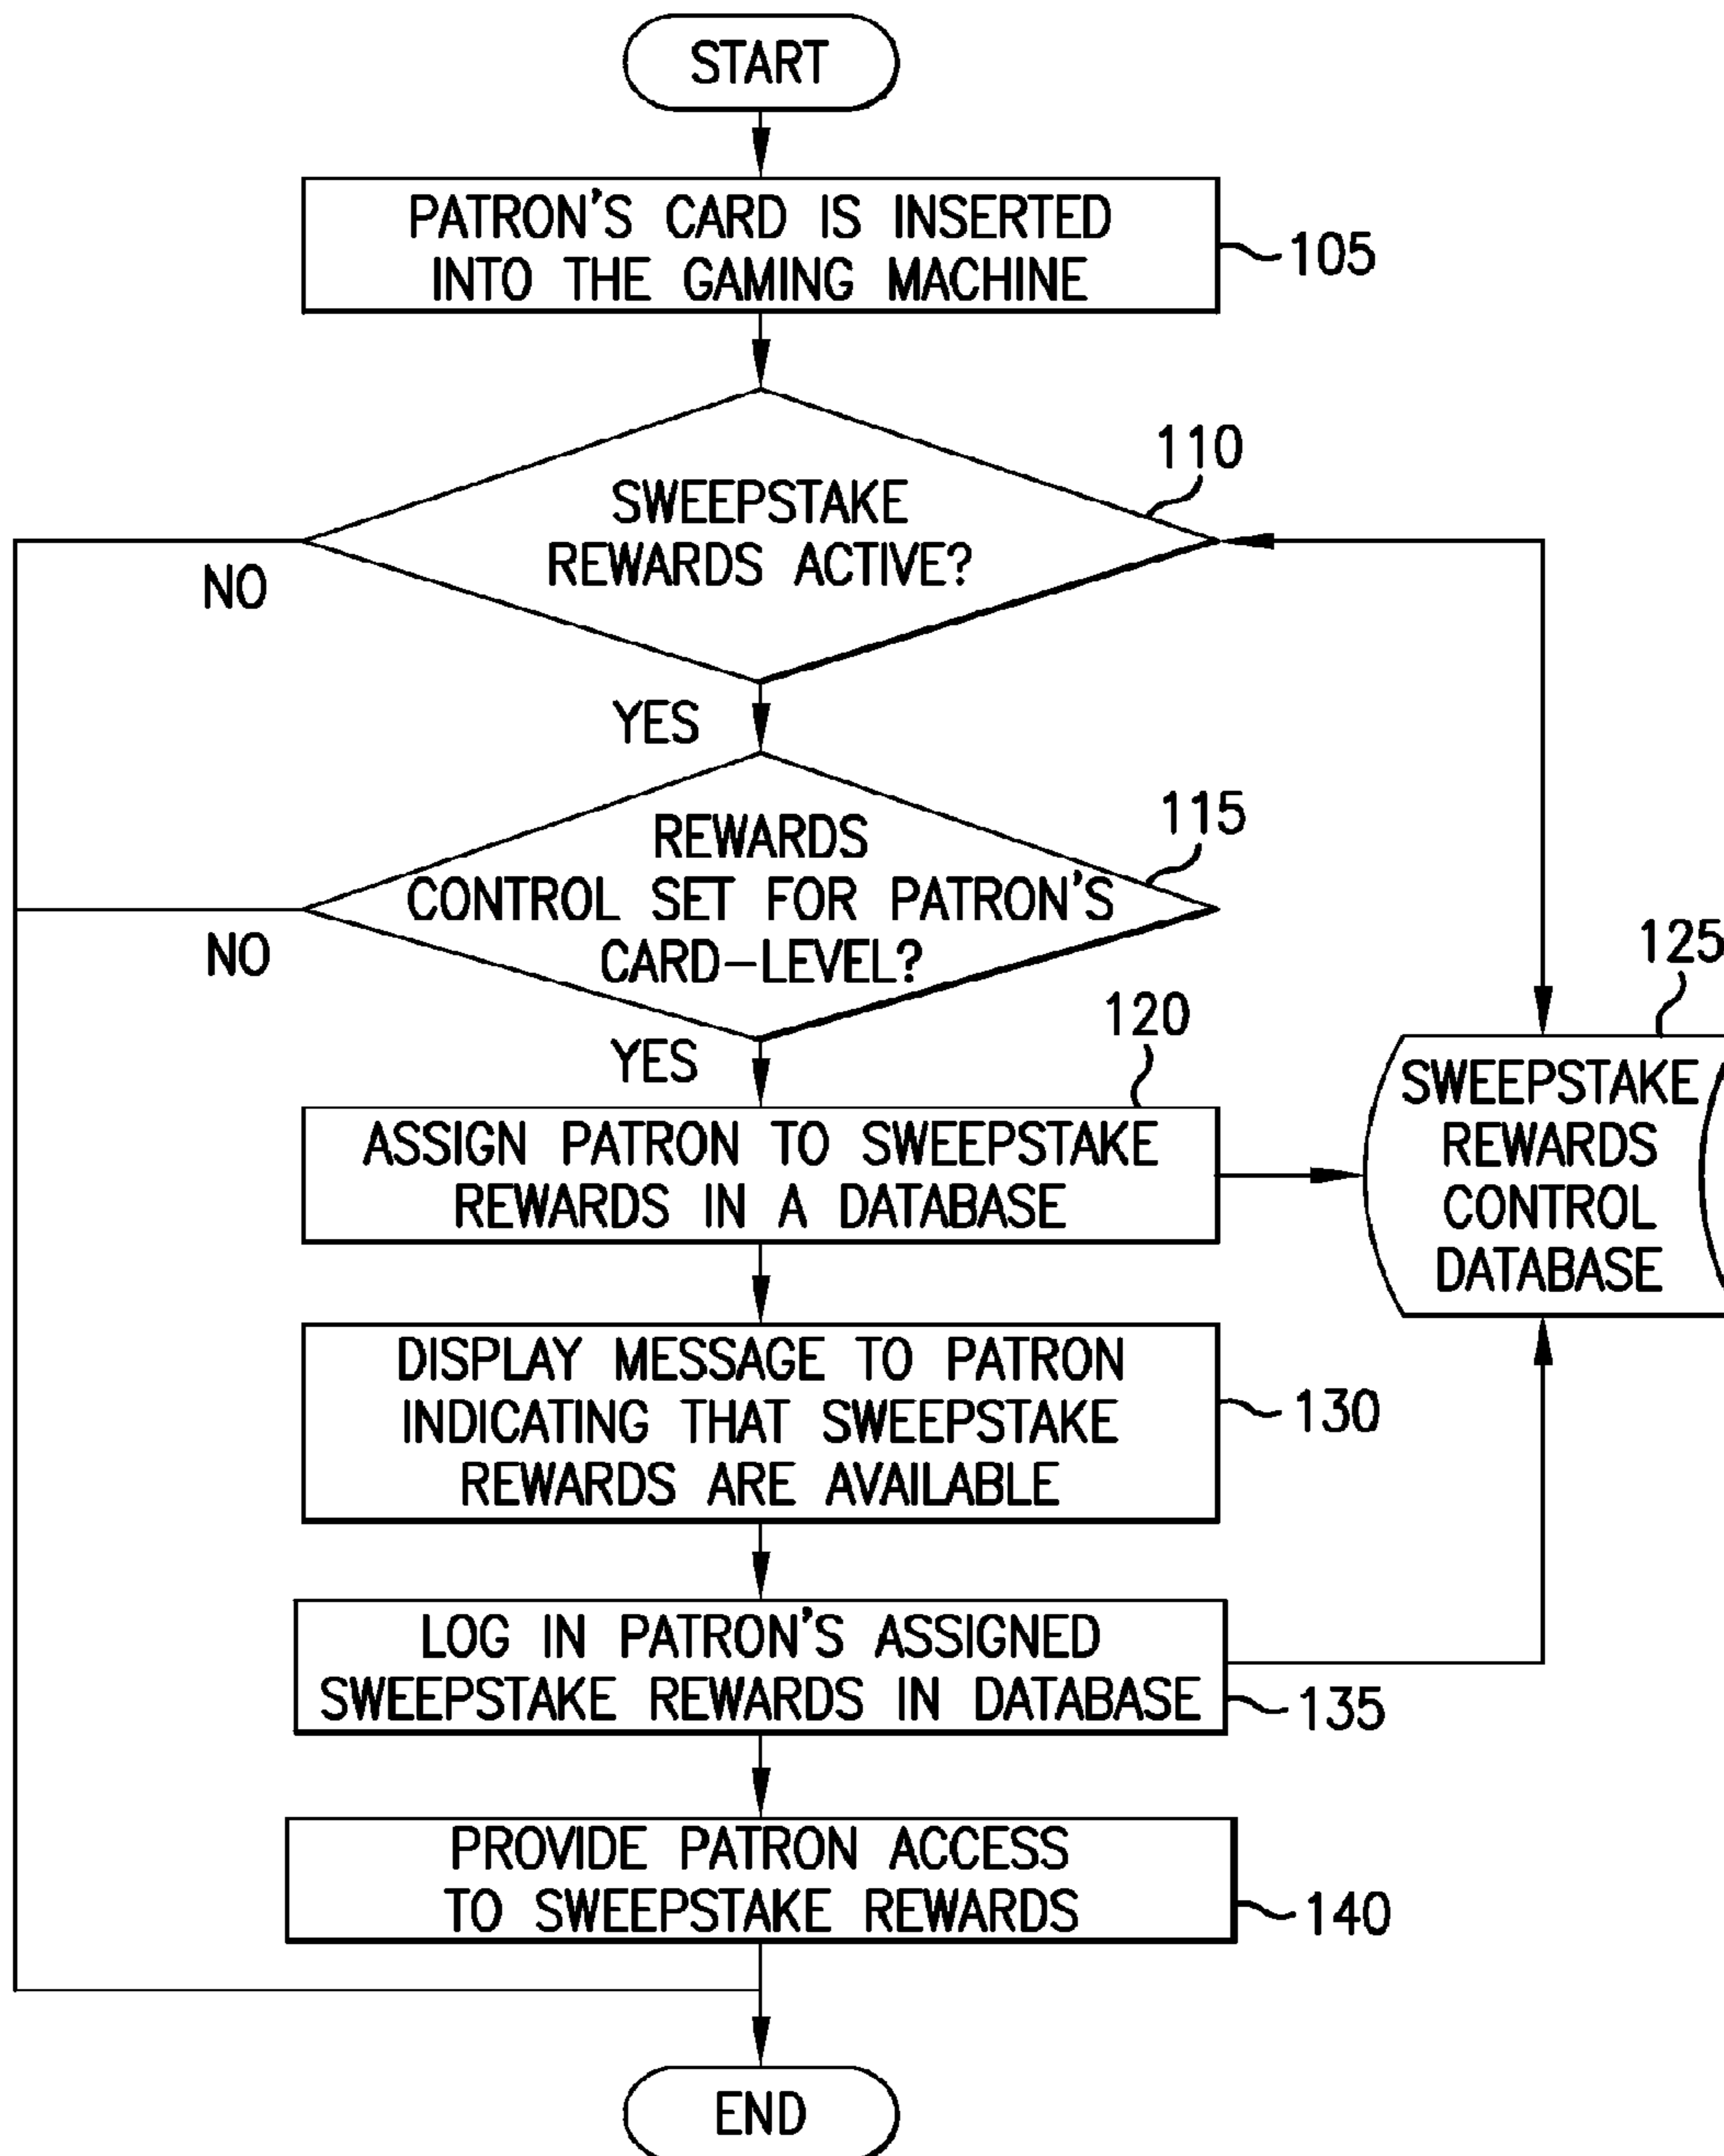 START
PATRON'S CARD IS INSERTED
INTO THE GAMING MACHINE
105
110
SWEEPSTAKE
REWARDS ACTIVE?
NO
YES
115
REWARDS
CONTROL SET FOR PATRON'S
CARD-LEVEL?
NO
YES
120
125
ASSIGN PATRON TO SWEEPSTAKE
REWARDS IN A DATABASE
SWEEPSTAKE
REWARDS
CONTROL
DATABASE
DISPLAY MESSAGE TO PATRON
INDICATING THAT SWEEPSTAKE
REWARDS ARE AVAILABLE
130
LOG IN PATRON'S ASSIGNED
SWEEPSTAKE REWARDS IN DATABASE
135
PROVIDE PATRON ACCESS
TO SWEEPSTAKE REWARDS
140
END